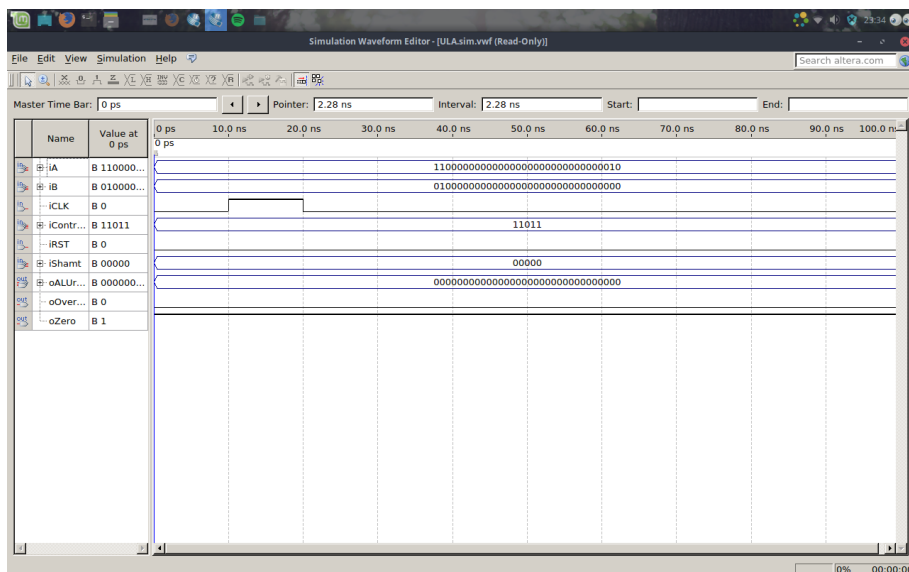 23:34
Simulation Waveform Editor - [ULA.sim.vwf (Read-Only)]
File Edit View Simulation Help
Search altera.com
Master Time Bar: 0 ps Pointer: 2.28 ns Interval: 2.28 ns Start: End:
Name Value at 0 ps
0 ps 10.0 ns 20.0 ns 30.0 ns 40.0 ns 50.0 ns 60.0 ns 70.0 ns 80.0 ns 90.0 ns 100.0 ns
0 ps
iA B 110000... 11000000000000000000000000000010
iB B 010000... 01000000000000000000000000000000
iCLK B 0
iContr... B 11011 11011
iRST B 0
iShamt B 00000 00000
oALUr... B 000000... 00000000000000000000000000000000
oOver... B 0
oZero B 1
0% 00:00:0